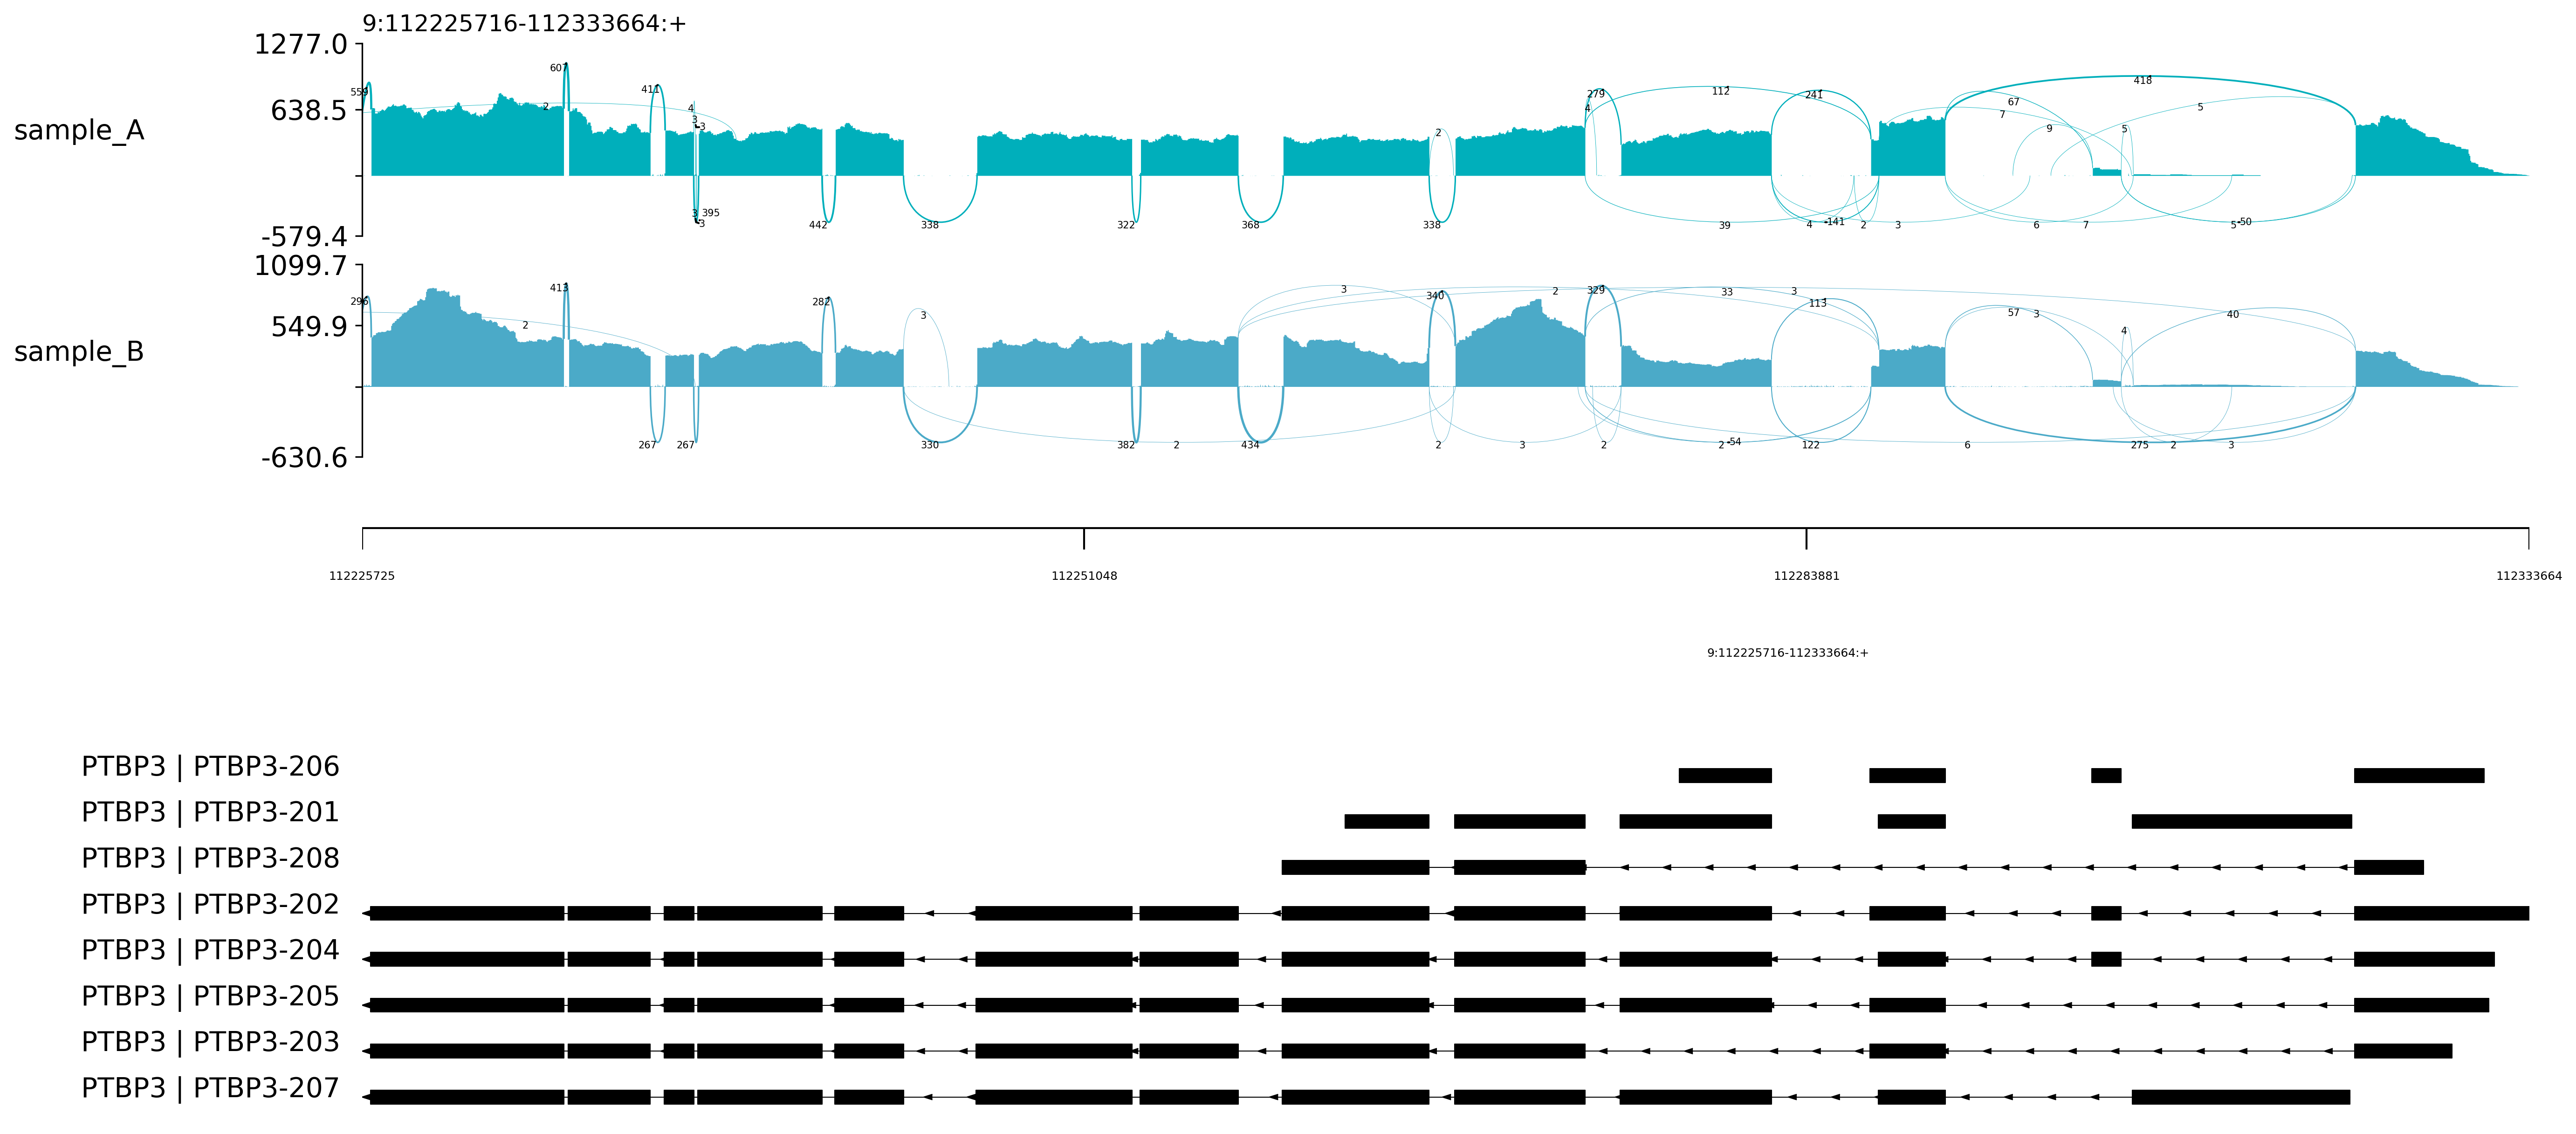 9:112225716-112333664:+
1277.0
638.5
-579.4
sample_A
559 2 607 411 4 3 3 3 395 3 442 338 322 368 2 338 279 4 112 39 241 4 -141 2 3 67 7 9 6 7 418 5 5 5 -50
1099.7
549.9
-630.6
sample_B
296 2 413 267 267 282 3 330 382 2 434 3 340 2 3 2 329 2 33 2 -54 3 113 122 57 3 6 4 275 2 40 3
112225725 112251048 112283881 112333664
9:112225716-112333664:+
PTBP3 | PTBP3-206
PTBP3 | PTBP3-201
PTBP3 | PTBP3-208
PTBP3 | PTBP3-202
PTBP3 | PTBP3-204
PTBP3 | PTBP3-205
PTBP3 | PTBP3-203
PTBP3 | PTBP3-207